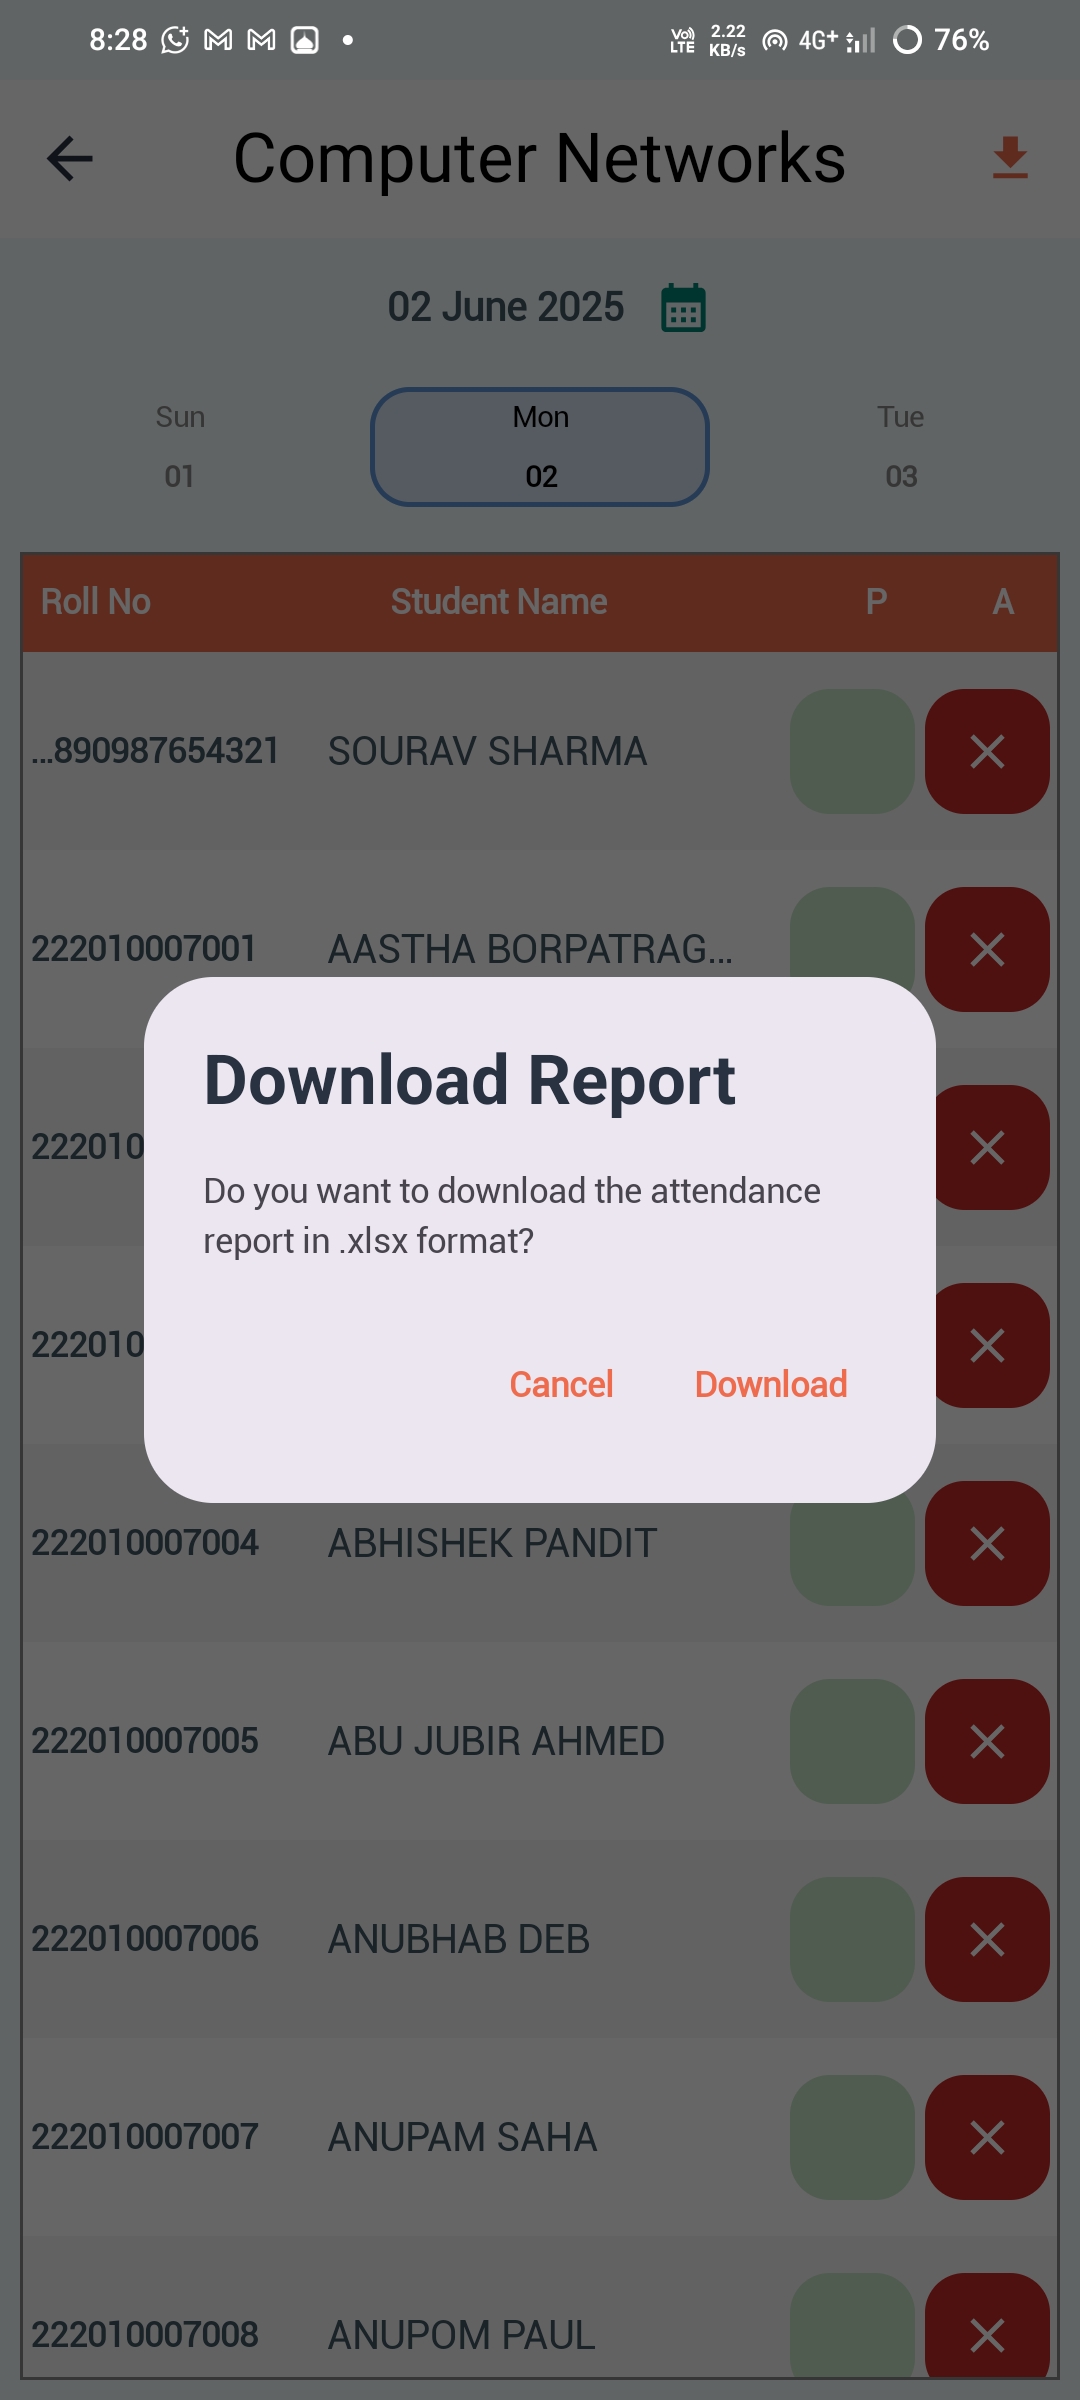 8:28 Vo) LTE 2.22 KB/s 4G+ 76%
Computer Networks
02 June 2025
Sun Mon Tue
01 02 03
Roll No Student Name P A
...890987654321 SOURAV SHARMA
222010007001 AASTHA BORPATRAG...
222010
222010
Download Report
Do you want to download the attendance
report in .xlsx format?
Cancel Download
222010007004 ABHISHEK PANDIT
222010007005 ABU JUBIR AHMED
222010007006 ANUBHAB DEB
222010007007 ANUPAM SAHA
222010007008 ANUPOM PAUL